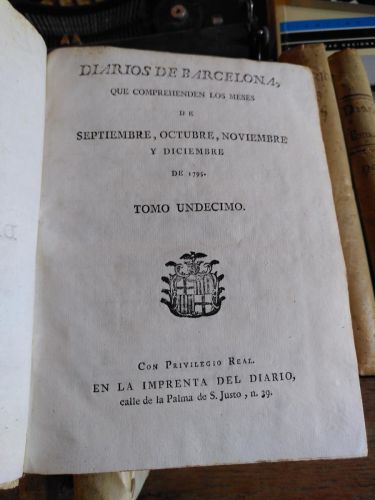 DIARIOS DE BARCELONA,
QUE COMPREHENDEN LOS MESES
DE
SEPTIEMBRE, OCTUBRE, NOVIEMBRE
Y DICIEMBRE
DE 1795.
TOMO UNDECIMO.
CON PRIVILEGIO REAL.
EN LA IMPRENTA DEL DIARIO,
calle de la Palma de S. Justo, n. 39.